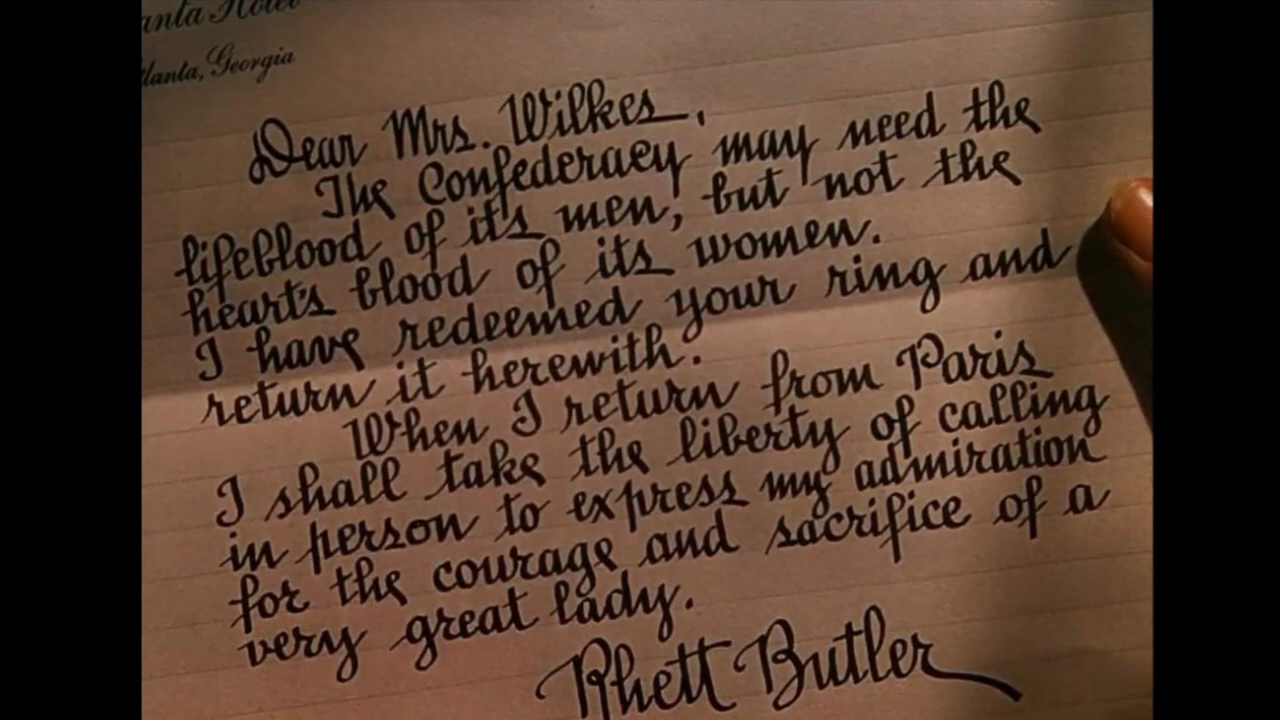 anta Hotel
tlanta, Georgia
Dear Mrs. Wilkes,
The Confederacy may need the
lifeblood of it's men, but not the
heart's blood of its women.
I have redeemed your ring and
return it herewith.
When I return from Paris
I shall take the liberty of calling
in person to express my admiration
for the courage and sacrifice of a
very great lady.
Rhett Butler